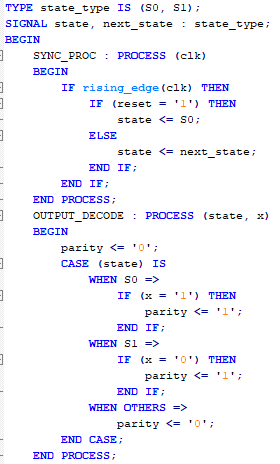 TYPE state_type IS (S0, S1);
SIGNAL state, next_state : state_type;
BEGIN
SYNC_PROC : PROCESS (clk)
BEGIN
IF rising_edge(clk) THEN
IF (reset = '1') THEN
state <= S0;
ELSE
state <= next_state;
END IF;
END IF;
END PROCESS;
OUTPUT_DECODE : PROCESS (state, x)
BEGIN
parity <= '0';
CASE (state) IS
WHEN S0 =>
IF (x = '1') THEN
parity <= '1';
END IF;
WHEN S1 =>
IF (x = '0') THEN
parity <= '1';
END IF;
WHEN OTHERS =>
parity <= '0';
END CASE;
END PROCESS;